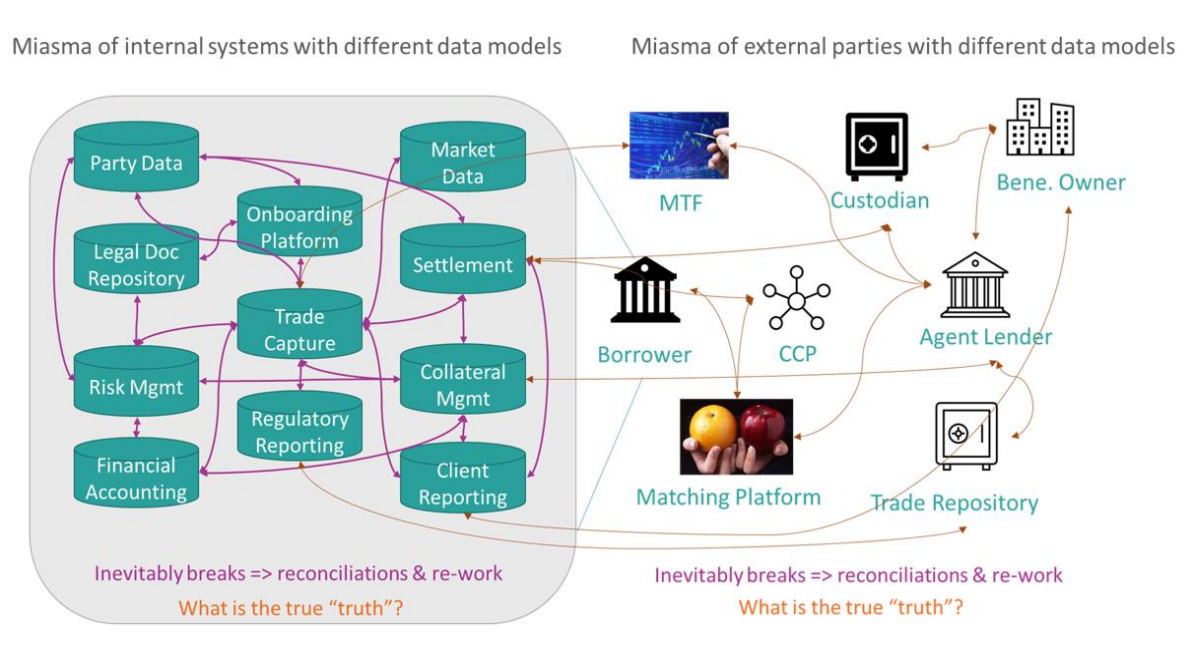 Miasma of internal systems with different data models
Miasma of external parties with different data models
Party Data
Market
Data
Onboarding
Platform
Legal Doc
Repository
Settlement
Trade
Capture
Risk Mgmt
Collateral
Mgmt
Regulatory
Reporting
Financial
Accounting
Client
Reporting
Inevitably breaks => reconciliations & re-work
What is the true “truth”?
MTF
Custodian
Bene. Owner
Borrower
CCP
Agent Lender
Matching Platform
Trade Repository
Inevitably breaks => reconciliations & re-work
What is the true “truth”?